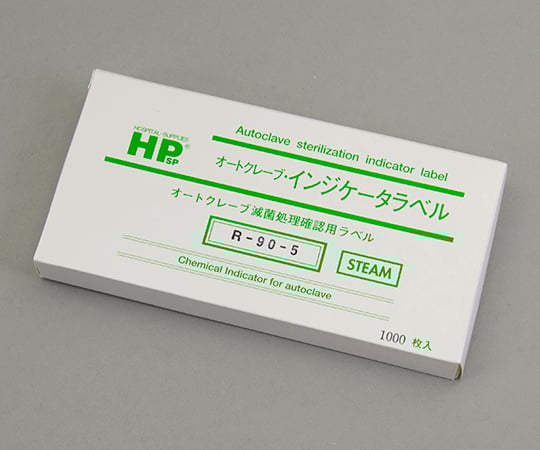 HOSPITAL-SUPPLIES
HP®
SP
Autoclave sterilization indicator label
オートクレーブ・インジケータラベル
オートクレーブ滅菌処理確認用ラベル
R-90-5
STEAM
Chemical Indicator for autoclave
1000 枚入